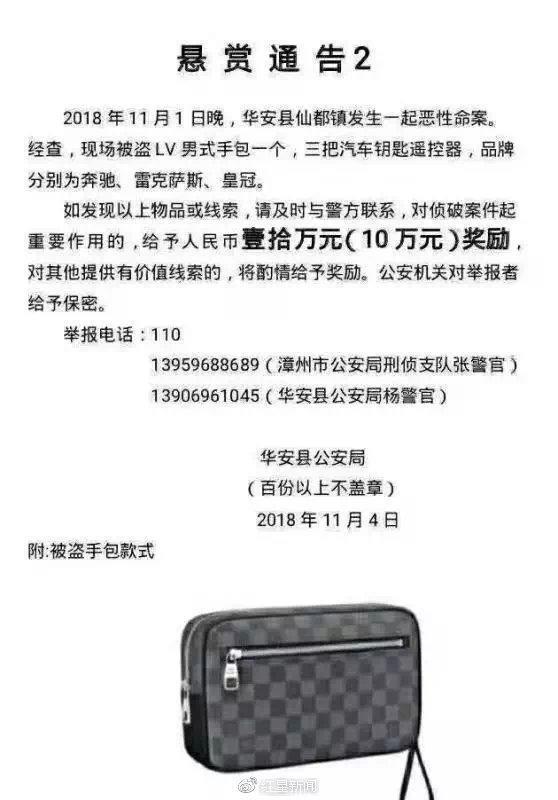 悬赏通告2
2018年11月1日晚，华安县仙都镇发生一起恶性命案。
经查，现场被盗LV男式手包一个，三把汽车钥匙遥控器，品牌
分别为奔驰、雷克萨斯、皇冠。
如发现以上物品或线索，请及时与警方联系，对侦破案件起
重要作用的，给予人民币壹拾万元(10万元)奖励，
对其他提供有价值线索的，将酌情给予奖励。公安机关对举报者
给予保密。
举报电话：110
13959688689（漳州市公安局刑侦支队张警官）
13906961045（华安县公安局杨警官）
华安县公安局
（百份以上不盖章）
2018年11月4日
附:被盗手包款式
红星新闻